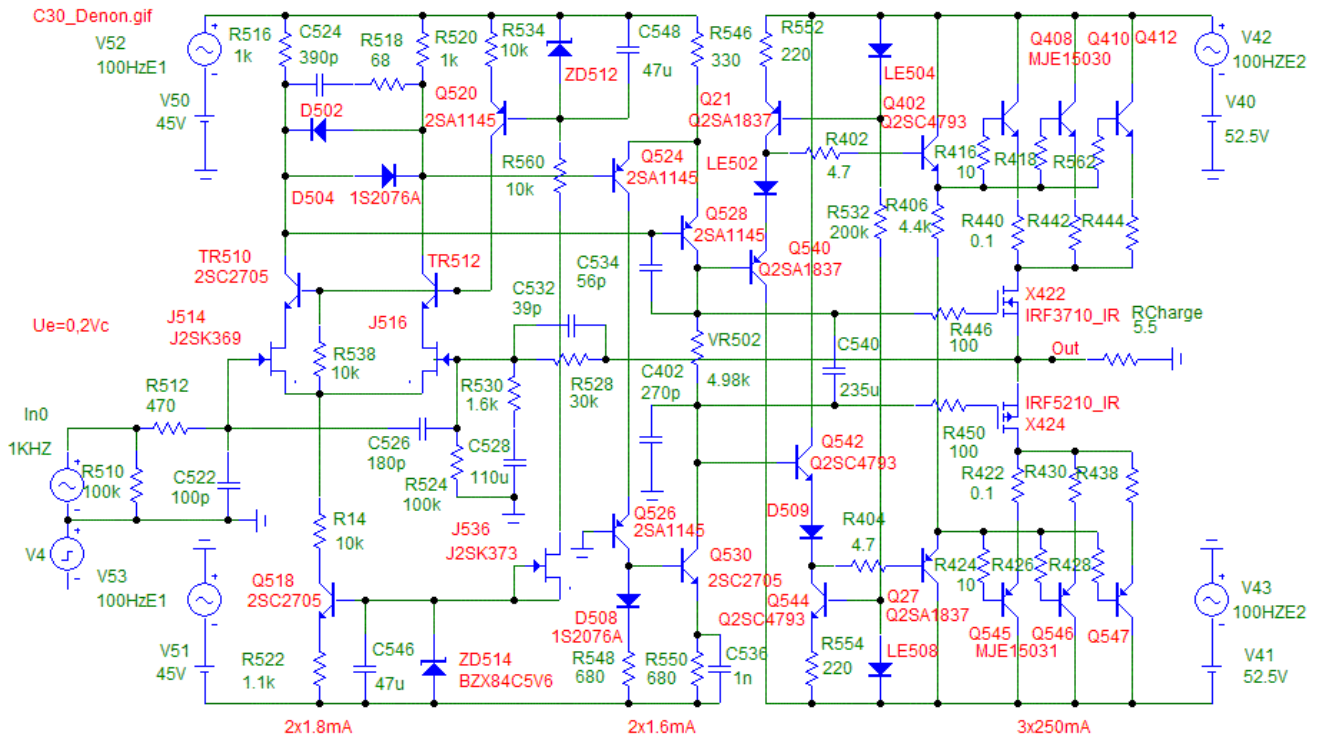 C30_Denon.gif
V52
100HzE1
V50
45V
R516
1k
C524
390p
R518
68
R520
1k
R534
10k
ZD512
C548
47u
R546
330
R552
220
LE504
Q408
MJE15030
Q410
Q412
V42
100HZE2
V40
52.5V
D502
Q520
2SA1145
Q21
Q2SA1837
Q402
Q2SC4793
D504
1S2076A
R560
10k
Q524
2SA1145
LE502
R402
4.7
R416
10
R418
R562
TR510
2SC2705
TR512
Q528
2SA1145
Q540
Q2SA1837
R532
200k
R406
4.4k
R440
0.1
R442
R444
Ue=0,2Vc
J514
J2SK369
J516
C532
39p
C534
56p
X422
IRF3710_IR
RCharge
5.5
R538
10k
R528
30k
VR502
4.98k
C540
235u
R446
100
Out
In0
1KHZ
R512
470
R530
1.6k
C402
270p
IRF5210_IR
X424
R510
100k
C522
100p
C526
180p
R524
100k
C528
110u
Q542
Q2SC4793
R450
100
R422
0.1
R430
R438
V4
R14
10k
J536
J2SK373
Q526
2SA1145
D509
R404
4.7
V53
100HzE1
Q518
2SC2705
D508
1S2076A
Q530
2SC2705
Q544
Q2SC4793
Q27
Q2SA1837
R424
10
R426
R428
V43
100HZE2
V51
45V
R522
1.1k
C546
47u
ZD514
BZX84C5V6
R548
680
R550
680
C536
1n
R554
220
LE508
Q545
MJE15031
Q546
Q547
V41
52.5V
2x1.8mA
2x1.6mA
3x250mA